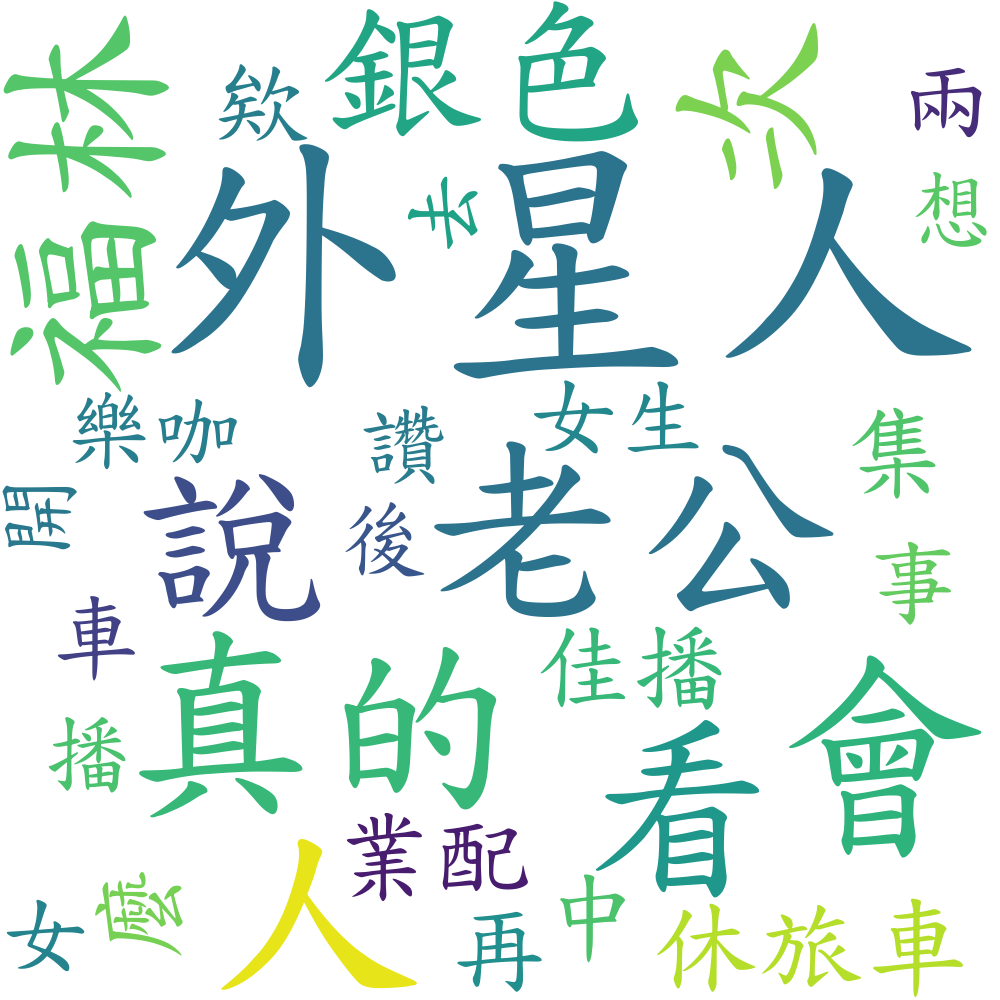 福林
欸
銀色
次
兩
想
去
外星人
樂咖
讚
女生
集
開
說
後
老公
事
車
真的
佳播
播
看
會
人
業配
女
麼
再
中
休旅車